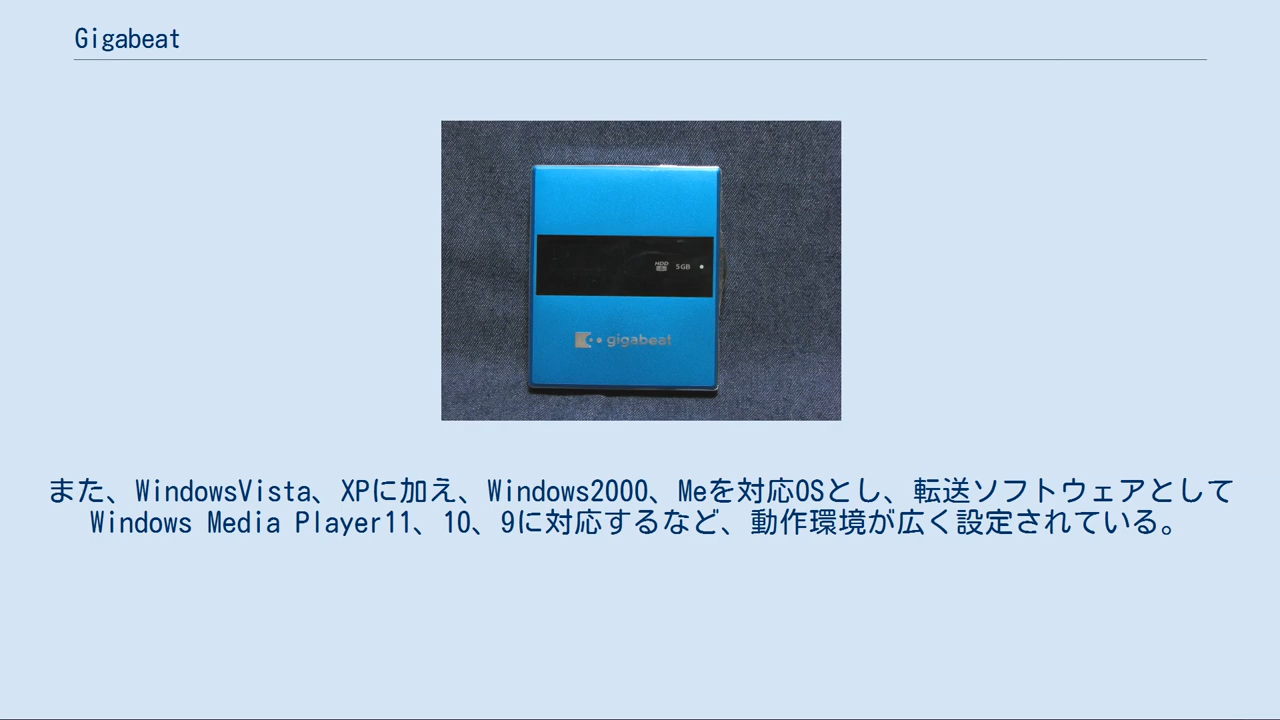 Gigabeat
HDD
5GB
gigabeat
また、WindowsVista、XPに加え、Windows2000、Meを対応OSとし、転送ソフトウェアとして
Windows Media Player11、10、9に対応するなど、動作環境が広く設定されている。